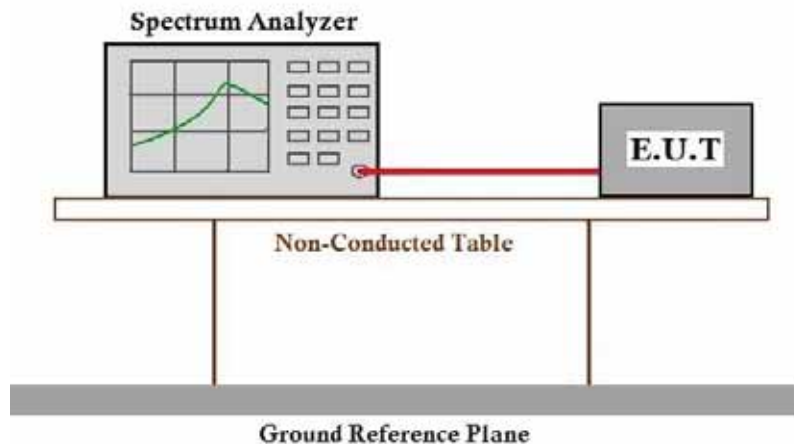 Spectrum Analyzer
E.U.T
Non-Conducted Table
Ground Reference Plane